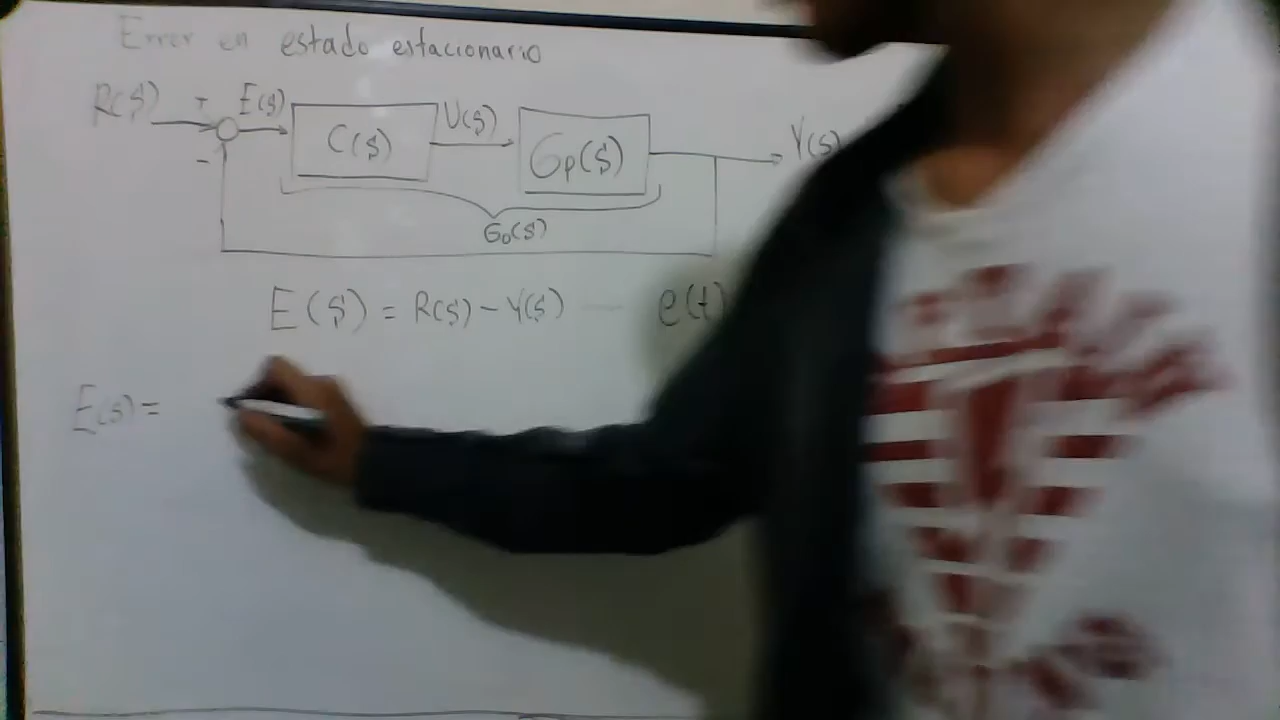 Error en estado estacionario
R(s) + E(s) C(s) U(s) Gp(s) Y(s)
-
Go(s)
E(s) = R(s) - Y(s) e(t)
E(s) =